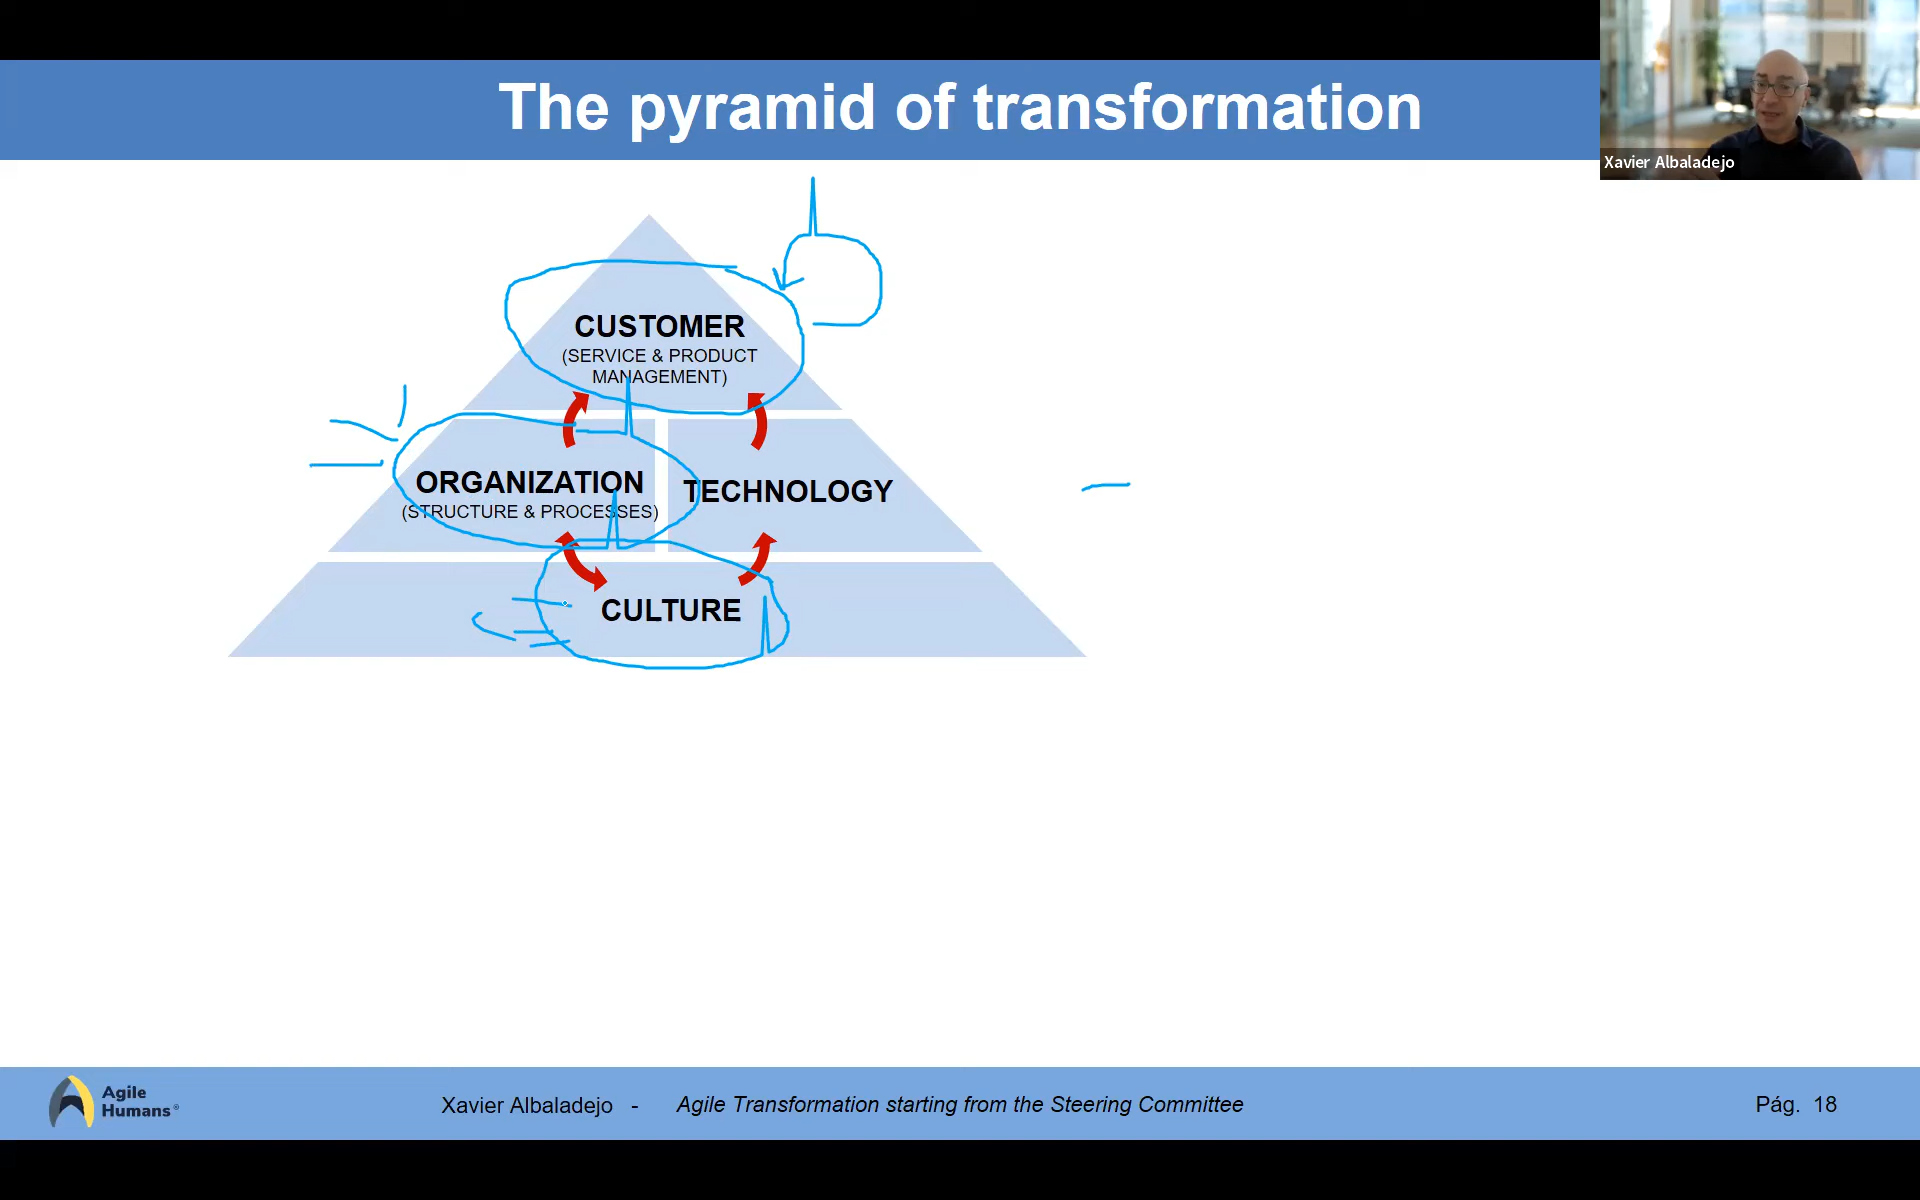 The pyramid of transformation
Xavier Albaladejo
CUSTOMER
(SERVICE & PRODUCT
MANAGEMENT)
ORGANIZATION
(STRUCTURE & PROCESSES)
TECHNOLOGY
CULTURE
Agile
Humans®
Xavier Albaladejo - Agile Transformation starting from the Steering Committee
Pág. 18